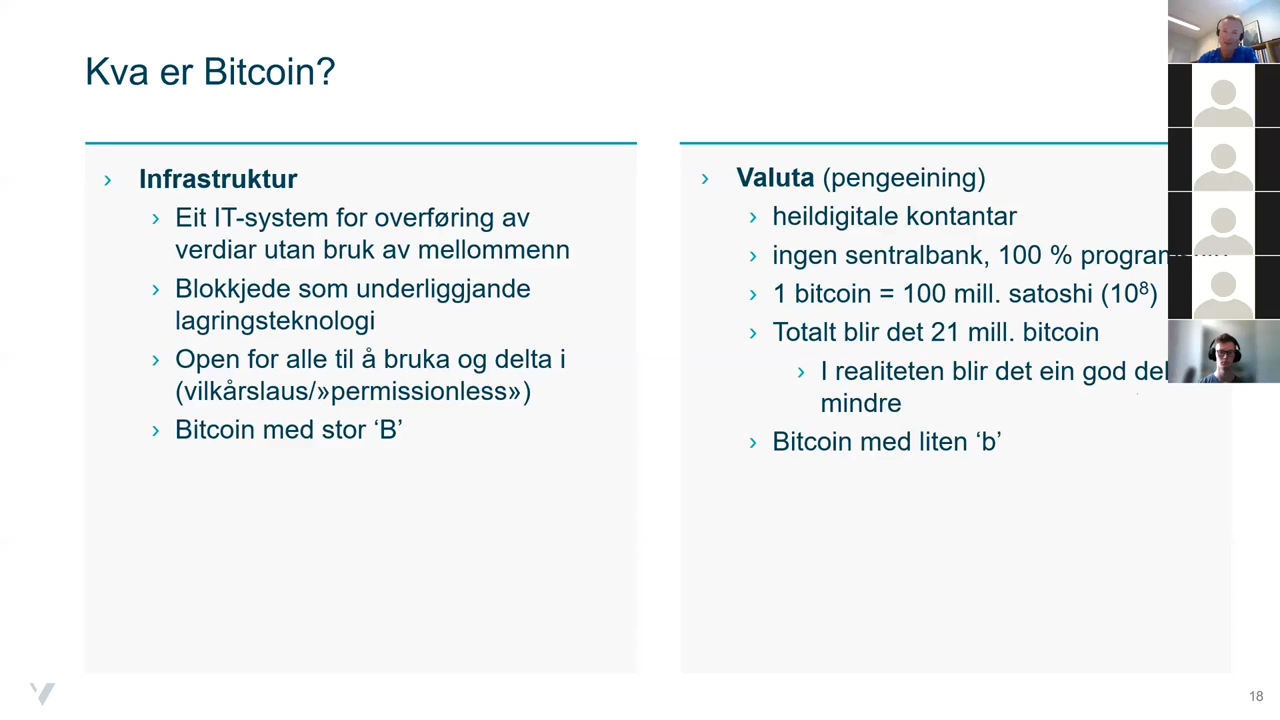 Kva er Bitcoin?
› Infrastruktur
› Eit IT-system for overføring av
verdiar utan bruk av mellommenn
› Blokkjede som underliggjande
lagringsteknologi
› Open for alle til å bruka og delta i
(vilkårslaus/»permissionless»)
› Bitcoin med stor ‘B’
› Valuta (pengeeining)
› heildigitale kontantar
› ingen sentralbank, 100 %
› 1 bitcoin = 100 mill. satoshi (10⁸)
› Totalt blir det 21 mill. bitcoin
› I realiteten blir det ein god del
mindre
› Bitcoin med liten ‘b’
18